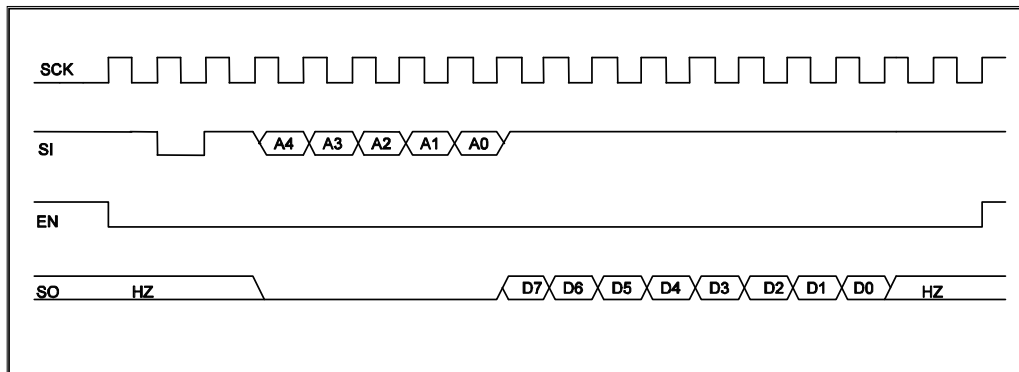 SCK
SI A4 A3 A2 A1 A0
EN
SO HZ D7 D6 D5 D4 D3 D2 D1 D0 HZ